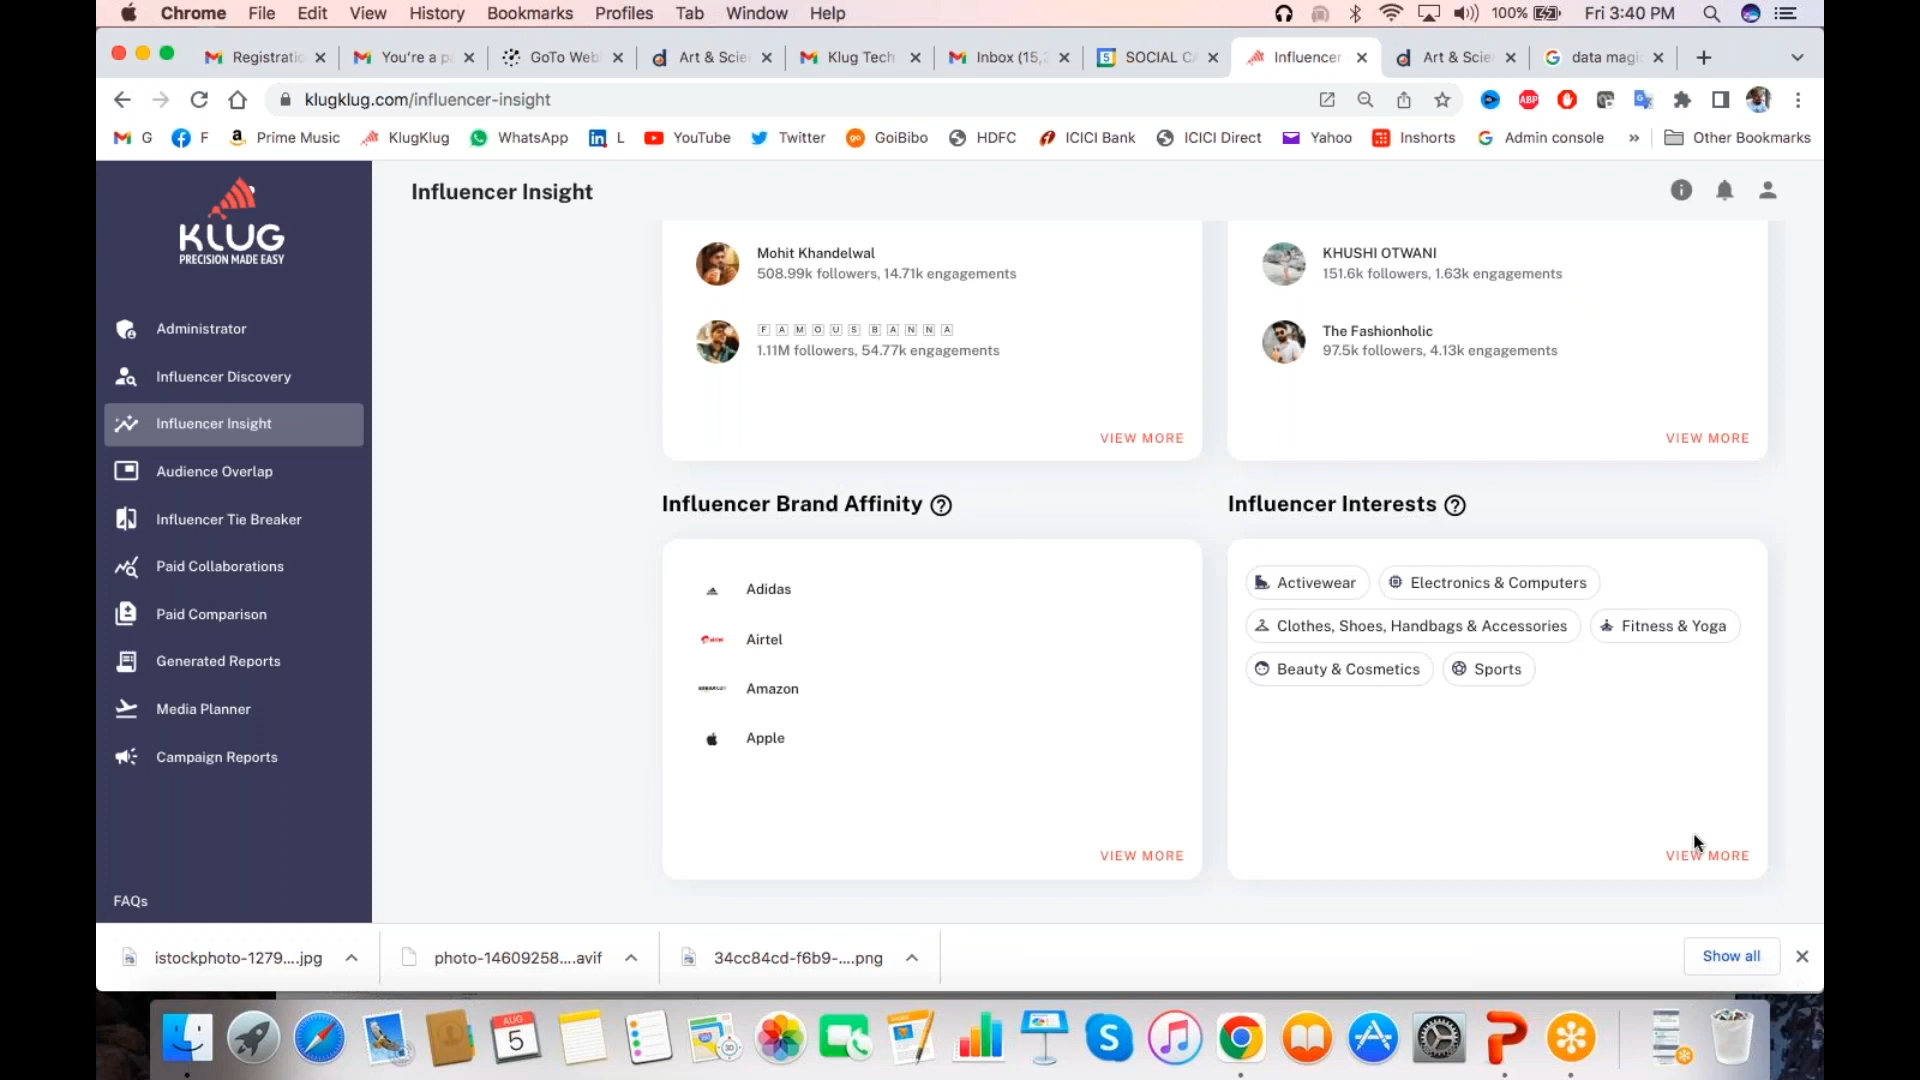 Chrome File Edit View History Bookmarks Profiles Tab Window Help 100% Fri 3:40 PM
Registratio You're a pa GoTo Web Art & Scie Klug Tech Inbox (15, SOCIAL CA Influencer Art & Scie data magi
klugklug.com/influencer-insight
G F Prime Music KlugKlug WhatsApp L YouTube Twitter GoiBibo HDFC ICICI Bank ICICI Direct Yahoo Inshorts Admin console » Other Bookmarks
KLUG
PRECISION MADE EASY
Administrator
Influencer Discovery
Influencer Insight
Audience Overlap
Influencer Tie Breaker
Paid Collaborations
Paid Comparison
Generated Reports
Media Planner
Campaign Reports
FAQs
Influencer Insight
Mohit Khandelwal
508.99k followers, 14.71k engagements
FAMOUS BANNA
1.11M followers, 54.77k engagements
VIEW MORE
KHUSHI OTWANI
151.6k followers, 1.63k engagements
The Fashionholic
97.5k followers, 4.13k engagements
VIEW MORE
Influencer Brand Affinity
Adidas
Airtel
Amazon
Apple
VIEW MORE
Influencer Interests
Activewear Electronics & Computers
Clothes, Shoes, Handbags & Accessories Fitness & Yoga
Beauty & Cosmetics Sports
VIEW MORE
istockphoto-1279....jpg photo-14609258....avif 34cc84cd-f6b9-....png Show all
AUG
5